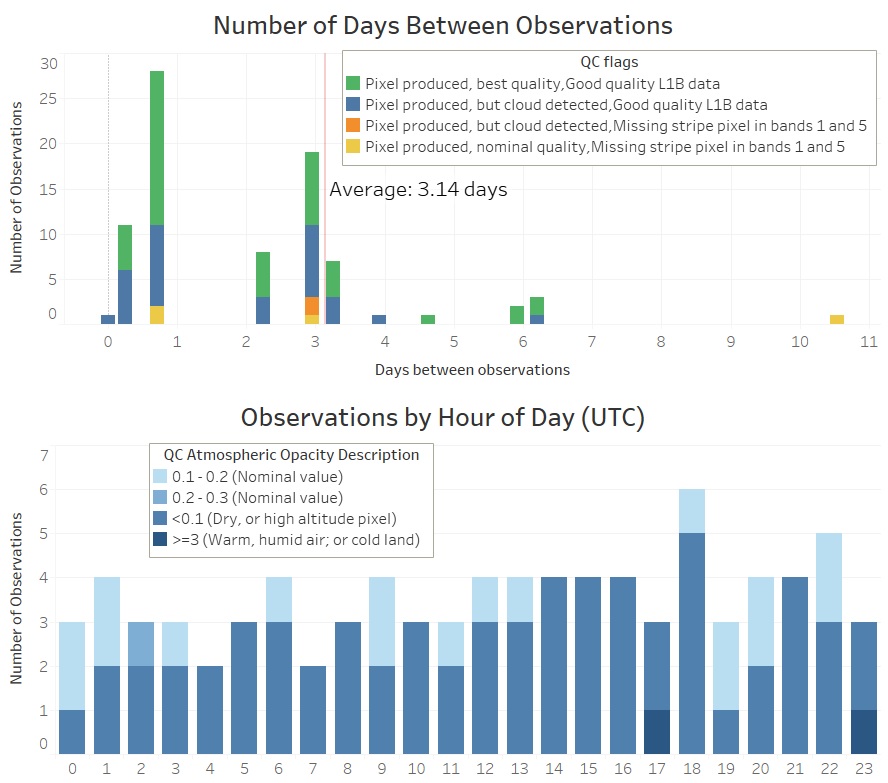 Number of Days Between Observations
Number of Observations
30
25
20
15
10
5
0
QC flags
Pixel produced, best quality,Good quality L1B data
Pixel produced, but cloud detected,Good quality L1B data
Pixel produced, but cloud detected,Missing stripe pixel in bands 1 and 5
Pixel produced, nominal quality,Missing stripe pixel in bands 1 and 5
Average: 3.14 days
0 1 2 3 4 5 6 7 8 9 10 11
Days between observations
Observations by Hour of Day (UTC)
Number of Observations
7
6
5
4
3
2
1
0
QC Atmospheric Opacity Description
0.1 - 0.2 (Nominal value)
0.2 - 0.3 (Nominal value)
<0.1 (Dry, or high altitude pixel)
>=3 (Warm, humid air; or cold land)
0 1 2 3 4 5 6 7 8 9 10 11 12 13 14 15 16 17 18 19 20 21 22 23